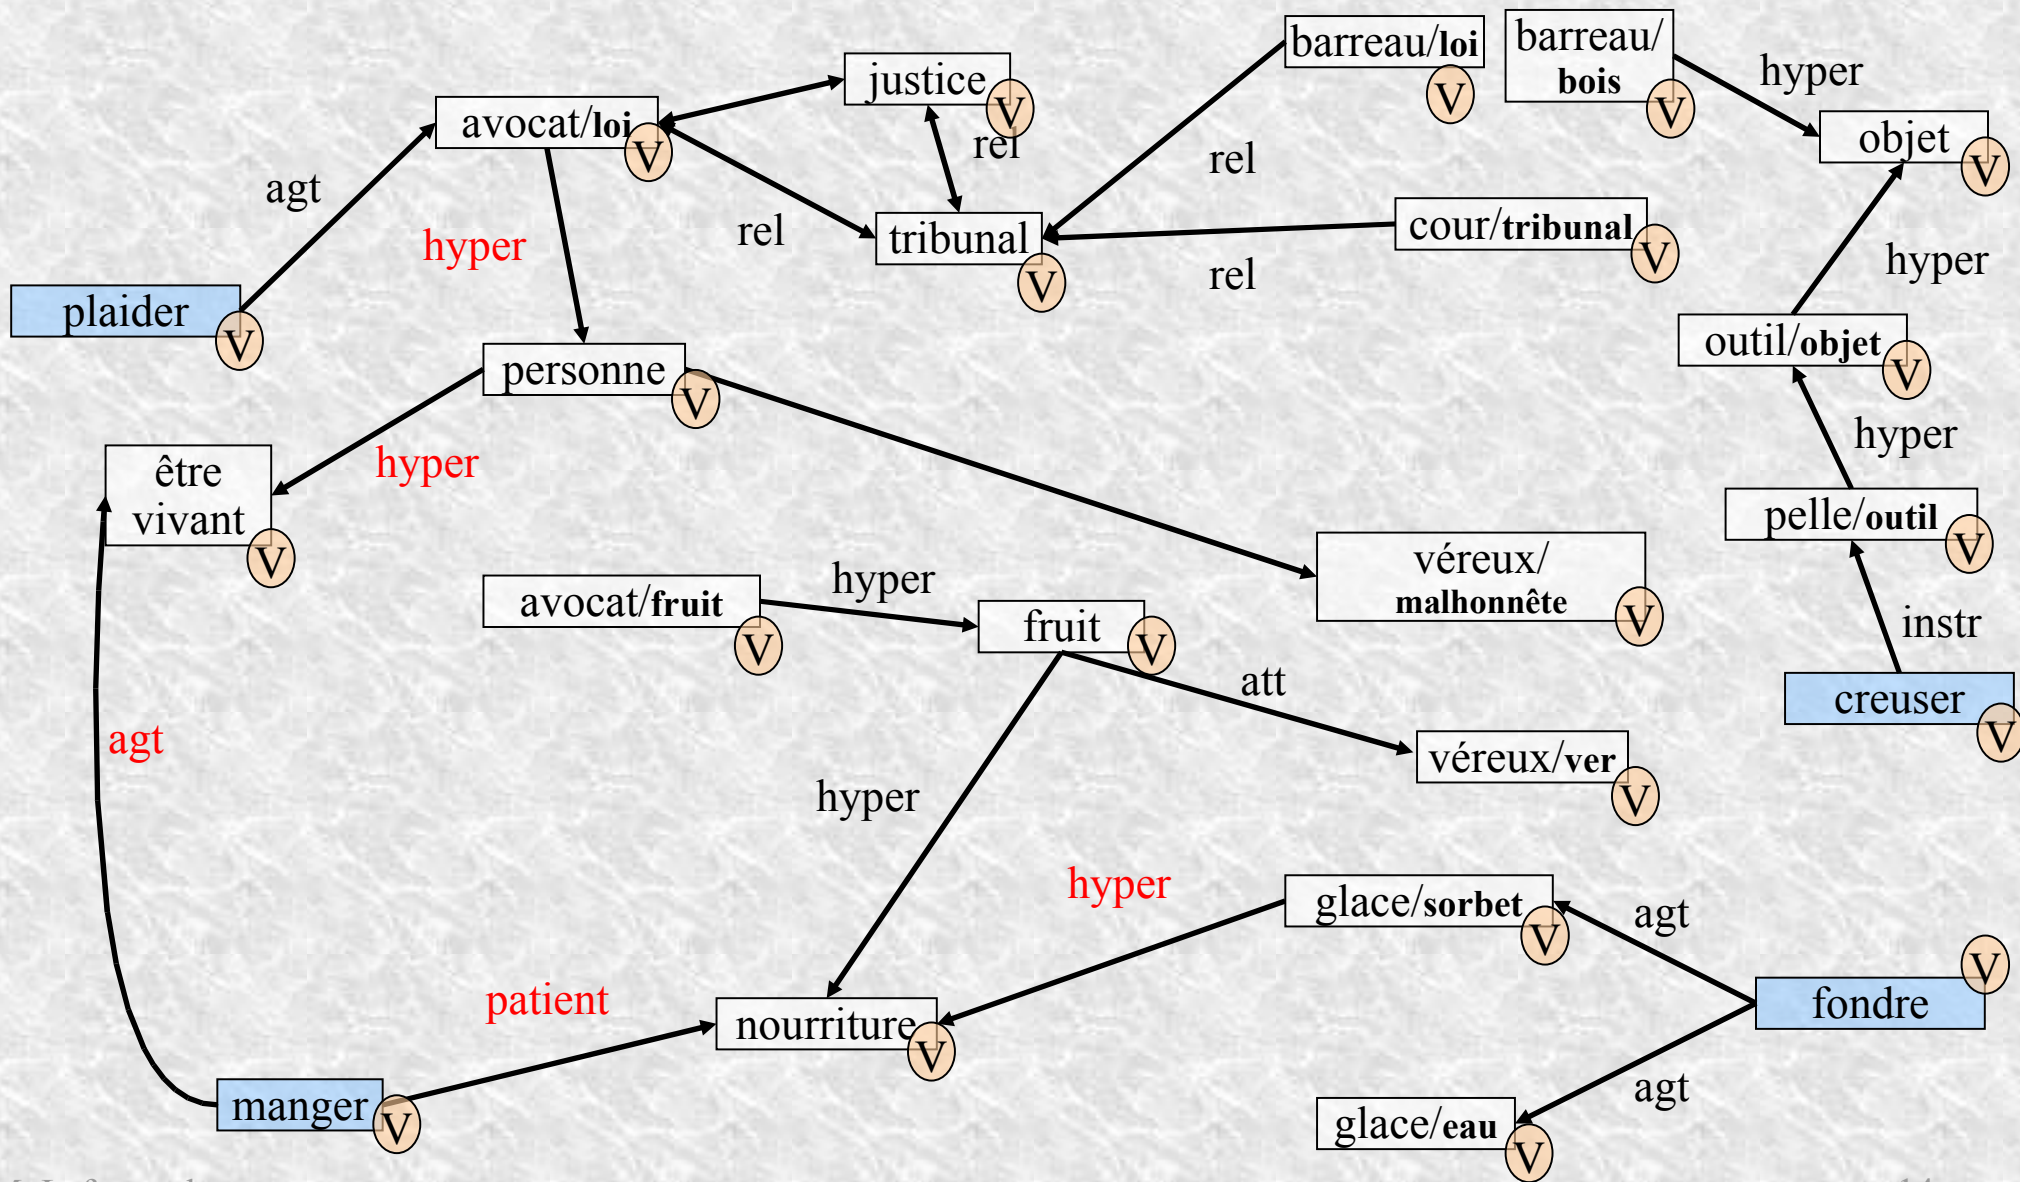 barreau/loi
barreau/
bois
V
V
hyper
justice
V
rel
avocat/loi
V
objet
V
agt
rel
hyper
rel
tribunal
V
cour/tribunal
V
rel
hyper
plaider
V
outil/objet
V
personne
V
hyper
hyper
être
vivant
V
pelle/outil
V
véreux/
malhonnête
V
hyper
avocat/fruit
V
fruit
V
instr
att
creuser
V
agt
véreux/ver
V
hyper
hyper
glace/sorbet
V
agt
V
fondre
patient
nourriture
V
agt
manger
V
glace/eau
V